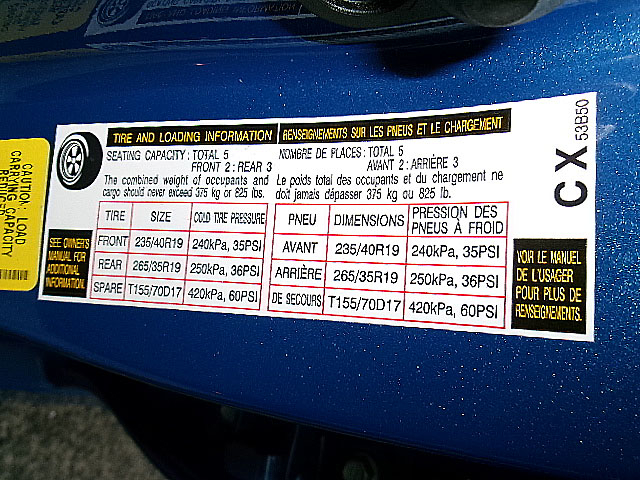 TIRE AND LOADING INFORMATION
RENSEIGNEMENTS SUR LES PNEUS ET LE CHARGEMENT
SEATING CAPACITY : TOTAL 5
FRONT 2 : REAR 3
The combined weight of occupants and
cargo should never exceed 375 kg or 825 lbs.
NOMBRE DE PLACES : TOTAL 5
AVANT 2 : ARRIÈRE 3
Le poids total des occupants et du chargement ne
doit jamais dépasser 375 kg ou 825 lb.
TIRE SIZE COLD TIRE PRESSURE
FRONT 235/40R19 240kPa, 35PSI
REAR 265/35R19 250kPa, 36PSI
SPARE T155/70D17 420kPa, 60PSI
PNEU DIMENSIONS PRESSION DES
PNEUS À FROID
AVANT 235/40R19 240kPa, 35PSI
ARRIÈRE 265/35R19 250kPa, 36PSI
DE SECOURS T155/70D17 420kPa, 60PSI
SEE OWNER'S
MANUAL FOR
ADDITIONAL
INFORMATION.
VOIR LE MANUEL
DE L'USAGER
POUR PLUS DE
RENSEIGNEMENTS.
CX
53B50
CAUTION: LOAD
CARRYING CAPACITY
REDUCED